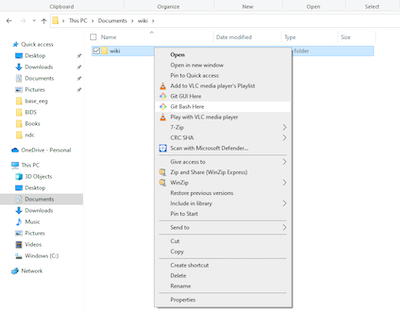 Clipboard Organize New Open Select
This PC > Documents > wiki >
Name Date modified Type Size
Quick access
Desktop
Downloads
Documents
Pictures
base_eeg
BIDS
Books
ndc
OneDrive - Personal
This PC
3D Objects
Desktop
Documents
Downloads
Music
Pictures
Videos
Windows (C:)
Network
wiki
folder
Open
Open in new window
Pin to Quick access
Add to VLC media player's Playlist
Git GUI Here
Git Bash Here
Play with VLC media player
7-Zip
CRC SHA
Scan with Microsoft Defender...
Give access to
Zip and Share (WinZip Express)
WinZip
Restore previous versions
Include in library
Pin to Start
Send to
Cut
Copy
Create shortcut
Delete
Rename
Properties